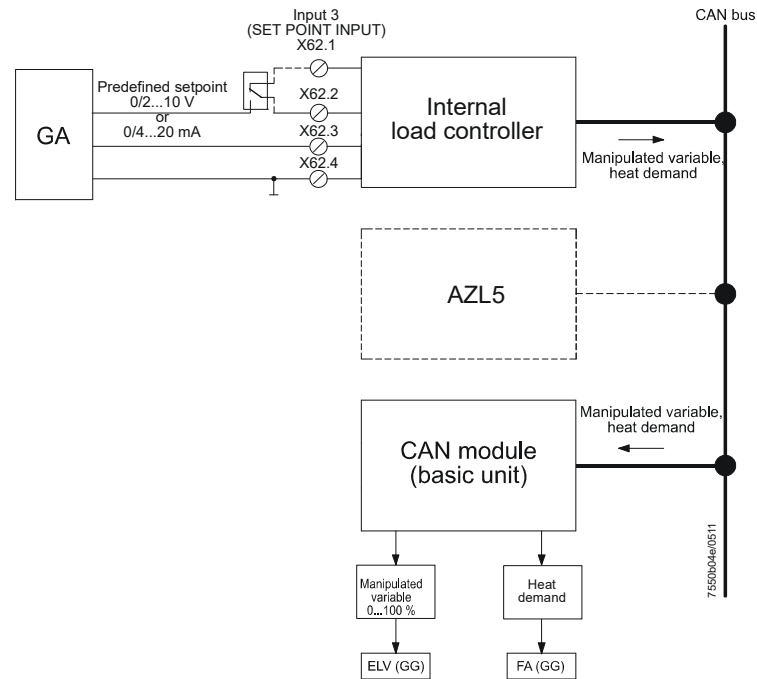 Input 3
(SET POINT INPUT)
X62.1
CAN bus
Predefined setpoint
0/2...10 V
or
0/4...20 mA
GA
X62.2
X62.3
X62.4
Internal
load controller
Manipulated variable,
heat demand
AZL5
Manipulated variable,
heat demand
CAN module
(basic unit)
7550b04e/0511
Manipulated
variable
0...100 %
Heat
demand
ELV (GG)
FA (GG)